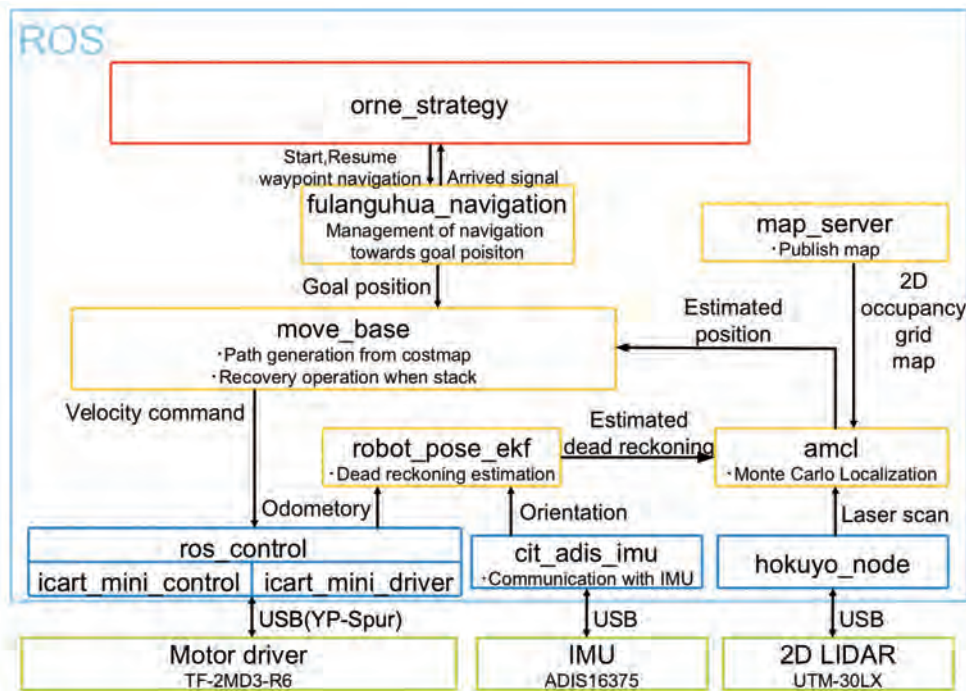 ROS
orne_strategy
Start,Resume
waypoint navigation
Arrived signal
fulanguhua_navigation
Management of navigation
towards goal poisiton
map_server
・Publish map
Goal position
2D
occupancy
grid
map
Estimated
position
move_base
・Path generation from costmap
・Recovery operation when stack
Velocity command
Estimated
dead reckoning
robot_pose_ekf
・Dead reckoning estimation
amcl
・Monte Carlo Localization
Odometory
Orientation
Laser scan
ros_control
icart_mini_control
icart_mini_driver
cit_adis_imu
・Communication with IMU
hokuyo_node
USB(YP-Spur)
USB
USB
Motor driver
TF-2MD3-R6
IMU
ADIS16375
2D LIDAR
UTM-30LX